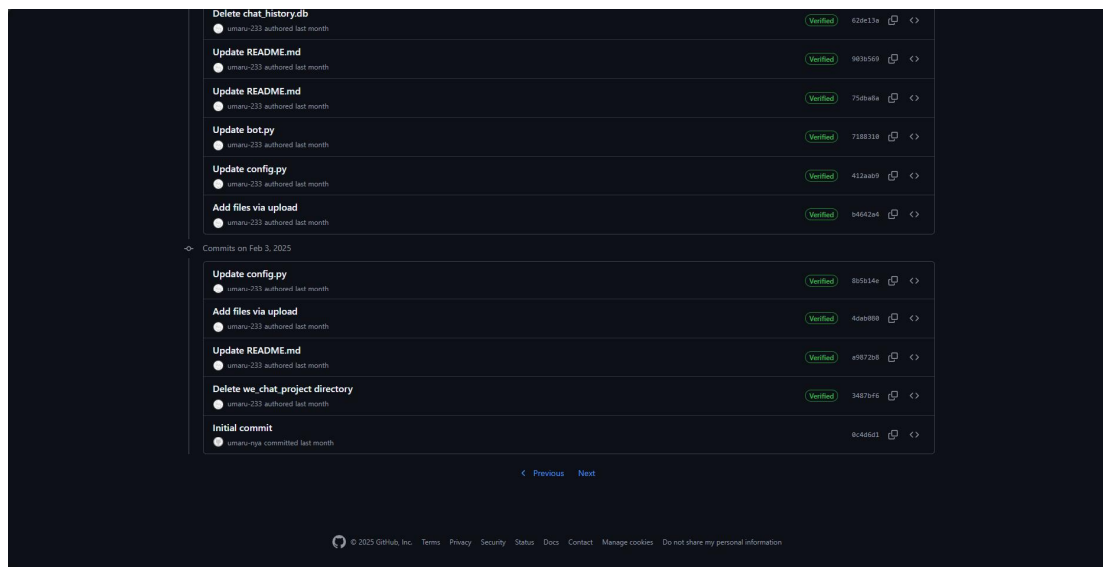 Delete chat_history.db
umaru-233 authored last month
Verified 62de13a
Update README.md
umaru-233 authored last month
Verified 903b569
Update README.md
umaru-233 authored last month
Verified 75dba8a
Update bot.py
umaru-233 authored last month
Verified 7188310
Update config.py
umaru-233 authored last month
Verified 412aab9
Add files via upload
umaru-233 authored last month
Verified b4642a4
Commits on Feb 3, 2025
Update config.py
umaru-233 authored last month
Verified 8b5b14e
Add files via upload
umaru-233 authored last month
Verified 4dab060
Update README.md
umaru-233 authored last month
Verified a9872b8
Delete we_chat_project directory
umaru-233 authored last month
Verified 3487bf6
Initial commit
umaru-nya committed last month
0c4d6d1
Previous Next
© 2025 GitHub, Inc. Terms Privacy Security Status Docs Contact Manage cookies Do not share my personal information